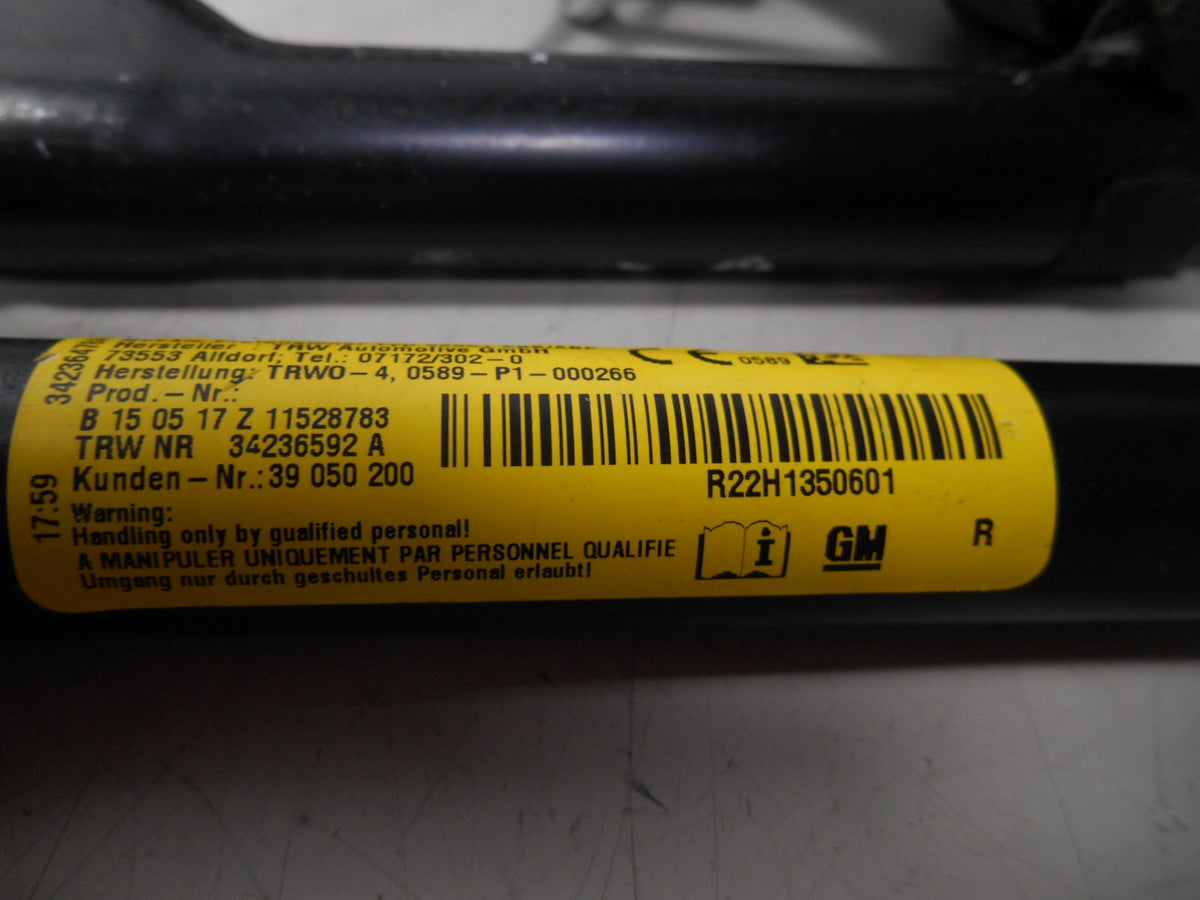 Hersteller - TRW Automotive GmbH
73553 Alfdorf; Tel.: 07172/302-0
Herstellung: TRWO-4, 0589-P1-000266
Prod.-Nr.:
B 15 05 17 Z 11528783
TRW NR 34236592 A
Kunden-Nr.: 39 050 200
17:59
Warning:
Handling only by qualified personal!
A MANIPULER UNIQUEMENT PAR PERSONNEL QUALIFIE
Umgang nur durch geschultes Personal erlaubt!
CE 0589
R22H1350601
i
GM
R